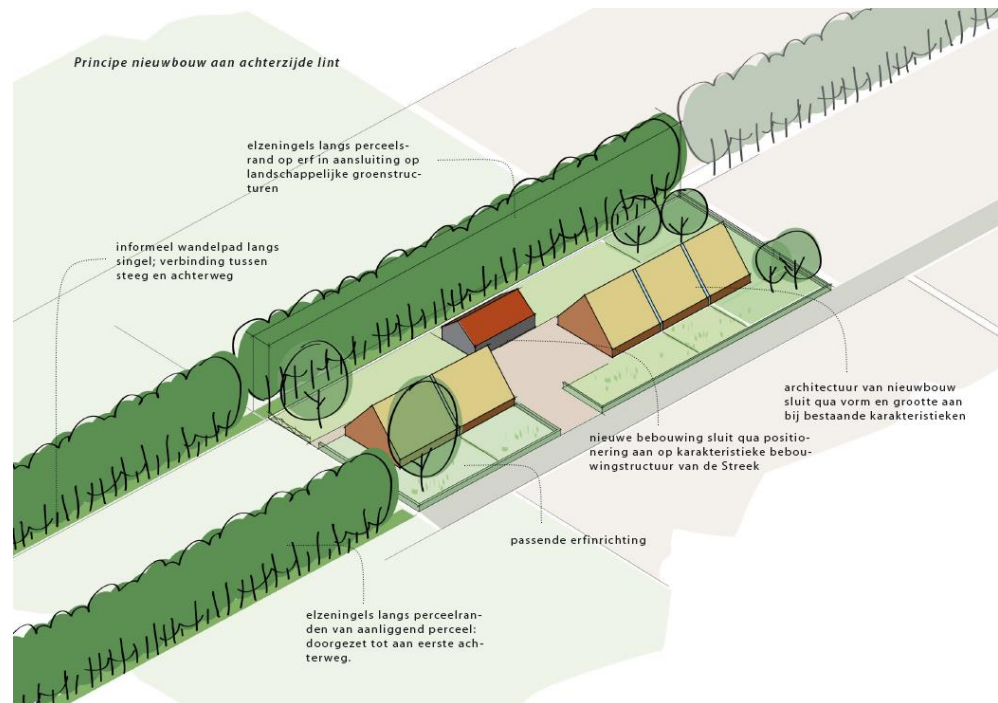 Principe nieuwbouw aan achterzijde lint
elzeningels langs perceels-
rand op erf in aansluiting op
landschappelijke groenstruc-
turen
informeel wandelpad langs
singel; verbinding tussen
steeg en achterweg
architectuur van nieuwbouw
sluit qua vorm en grootte aan
bij bestaande karakteristieken
nieuwe bebouwing sluit qua positio-
nering aan op karakteristieke bebou-
wingstructuur van de Streek
passende erfinrichting
elzeningels langs perceelran-
den van aanliggend perceel:
doorgezet tot aan eerste ach-
terweg.